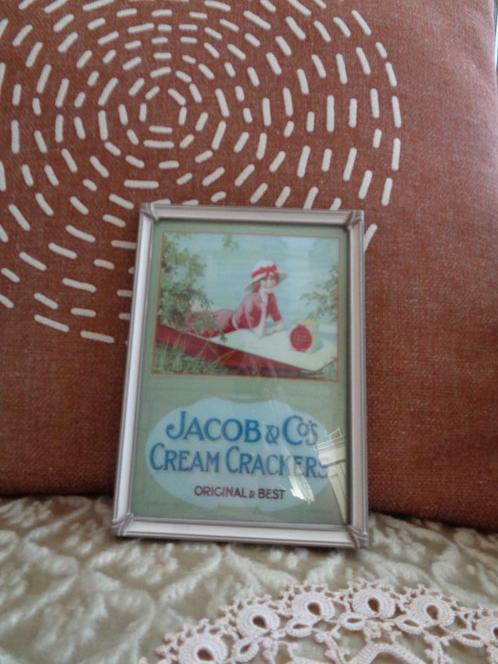 JACOB & CO'S
CREAM CRACKERS
ORIGINAL & BEST